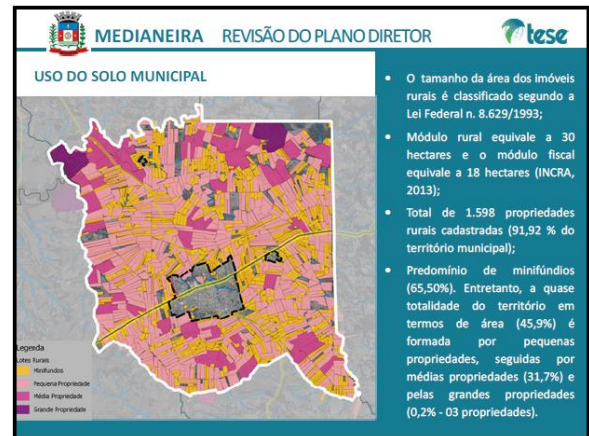 MEDIANEIRA REVISÃO DO PLANO DIRETOR
tese
USO DO SOLO MUNICIPAL
• O tamanho da área dos imóveis
rurais é classificado segundo a
Lei Federal n. 8.629/1993;
• Módulo rural equivale a 30
hectares e o módulo fiscal
equivale a 18 hectares (INCRA,
2013);
• Total de 1.598 propriedades
rurais cadastradas (91,92 % do
território municipal);
• Predomínio de minifúndios
(65,50%). Entretanto, a quase
totalidade do território em
termos de área (45,9%) é
formada por pequenas
propriedades, seguidas por
médias propriedades (31,7%) e
pelas grandes propriedades
(0,2% - 03 propriedades).
Legenda
Lotes Rurais
Minifundos
Pequena Propriedade
Média Propriedade
Grande Propriedade